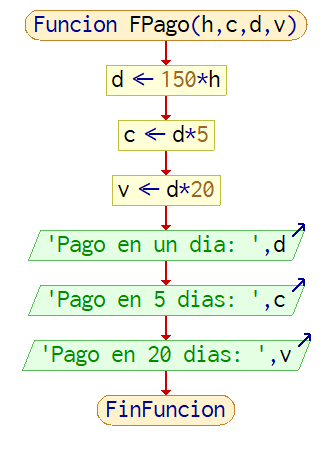 Funcion FPago(h,c,d,v)
d ← 150*h
c ← d*5
v ← d*20
'Pago en un dia: ',d
'Pago en 5 dias: ',c
'Pago en 20 dias: ',v
FinFuncion